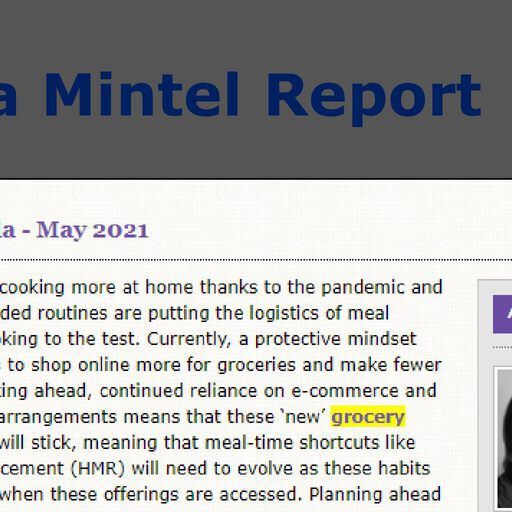 a Mintel Report
a - May 2021
cooking more at home thanks to the pandemic and
ded routines are putting the logistics of meal
king to the test. Currently, a protective mindset
to shop online more for groceries and make fewer
ing ahead, continued reliance on e-commerce and
arrangements means that these ‘new’ grocery
will stick, meaning that meal-time shortcuts like
cement (HMR) will need to evolve as these habits
when these offerings are accessed. Planning ahead